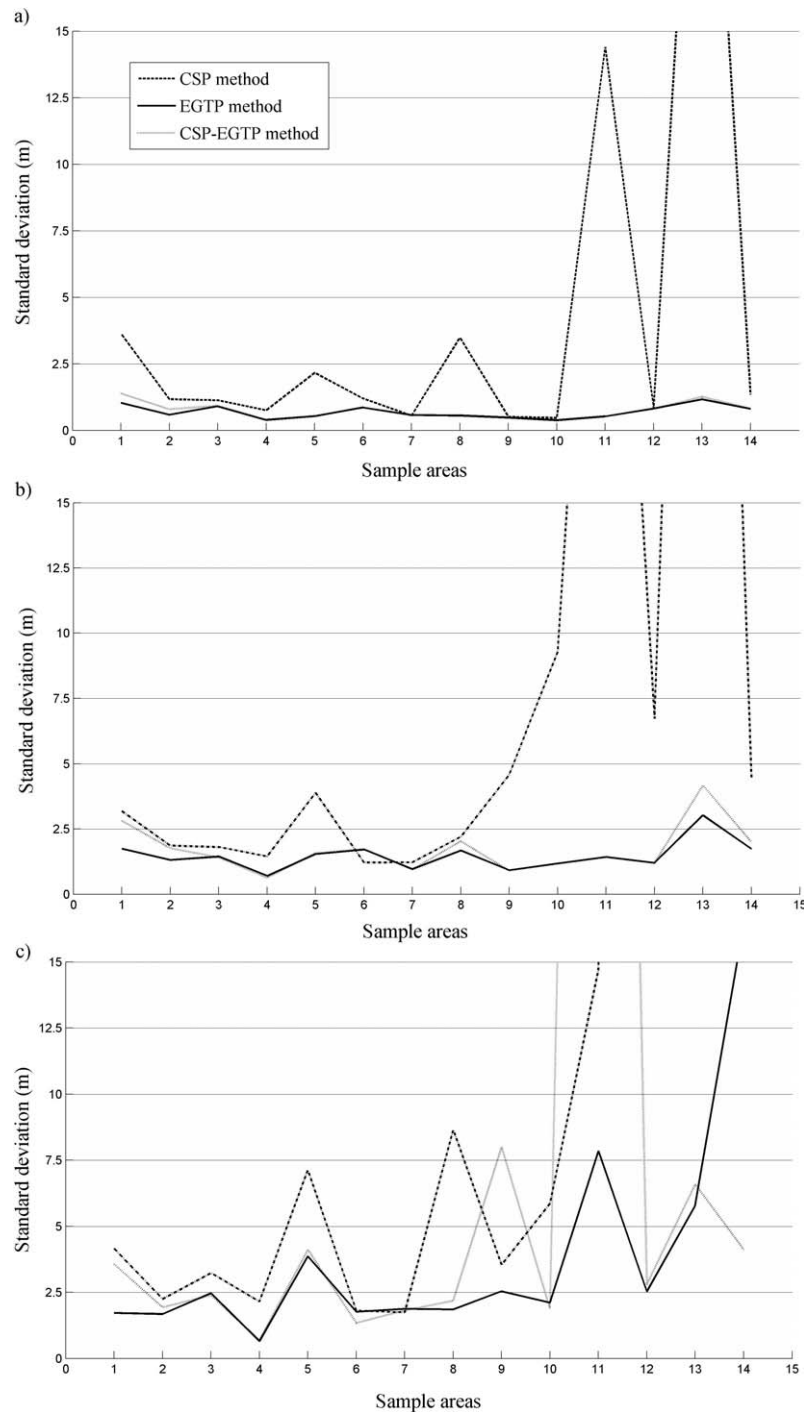 a)
15
12.5
10
7.5
5
2.5
0
Standard deviation (m)
CSP method
EGTP method
CSP-EGTP method
0 1 2 3 4 5 6 7 8 9 10 11 12 13 14
Sample areas
b)
15
12.5
10
7.5
5
2.5
0
Standard deviation (m)
0 1 2 3 4 5 6 7 8 9 10 11 12 13 14 15
Sample areas
c)
15
12.5
10
7.5
5
2.5
0
Standard deviation (m)
0 1 2 3 4 5 6 7 8 9 10 11 12 13 14 15
Sample areas